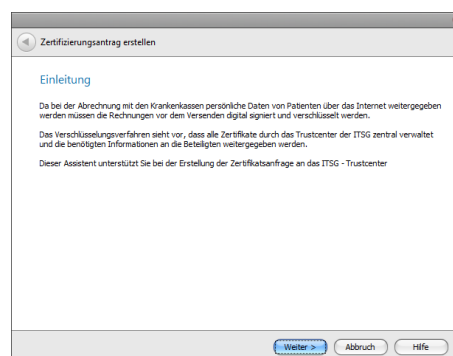 Zertifizierungsantrag erstellen
Einleitung
Da bei der Abrechnung mit den Krankenkassen persönliche Daten von Patienten über das Internet weitergegeben
werden müssen die Rechnungen vor dem Versenden digital signiert und verschlüsselt werden.
Das Verschlüsselungsverfahren sieht vor, dass alle Zertifikate durch das Trustcenter der ITSG zentral verwaltet
und die benötigten Informationen an die Beteiligten weitergegeben werden.
Dieser Assistent unterstützt Sie bei der Erstellung der Zertifikatsanfrage an das ITSG - Trustcenter
Weiter > Abbruch Hilfe